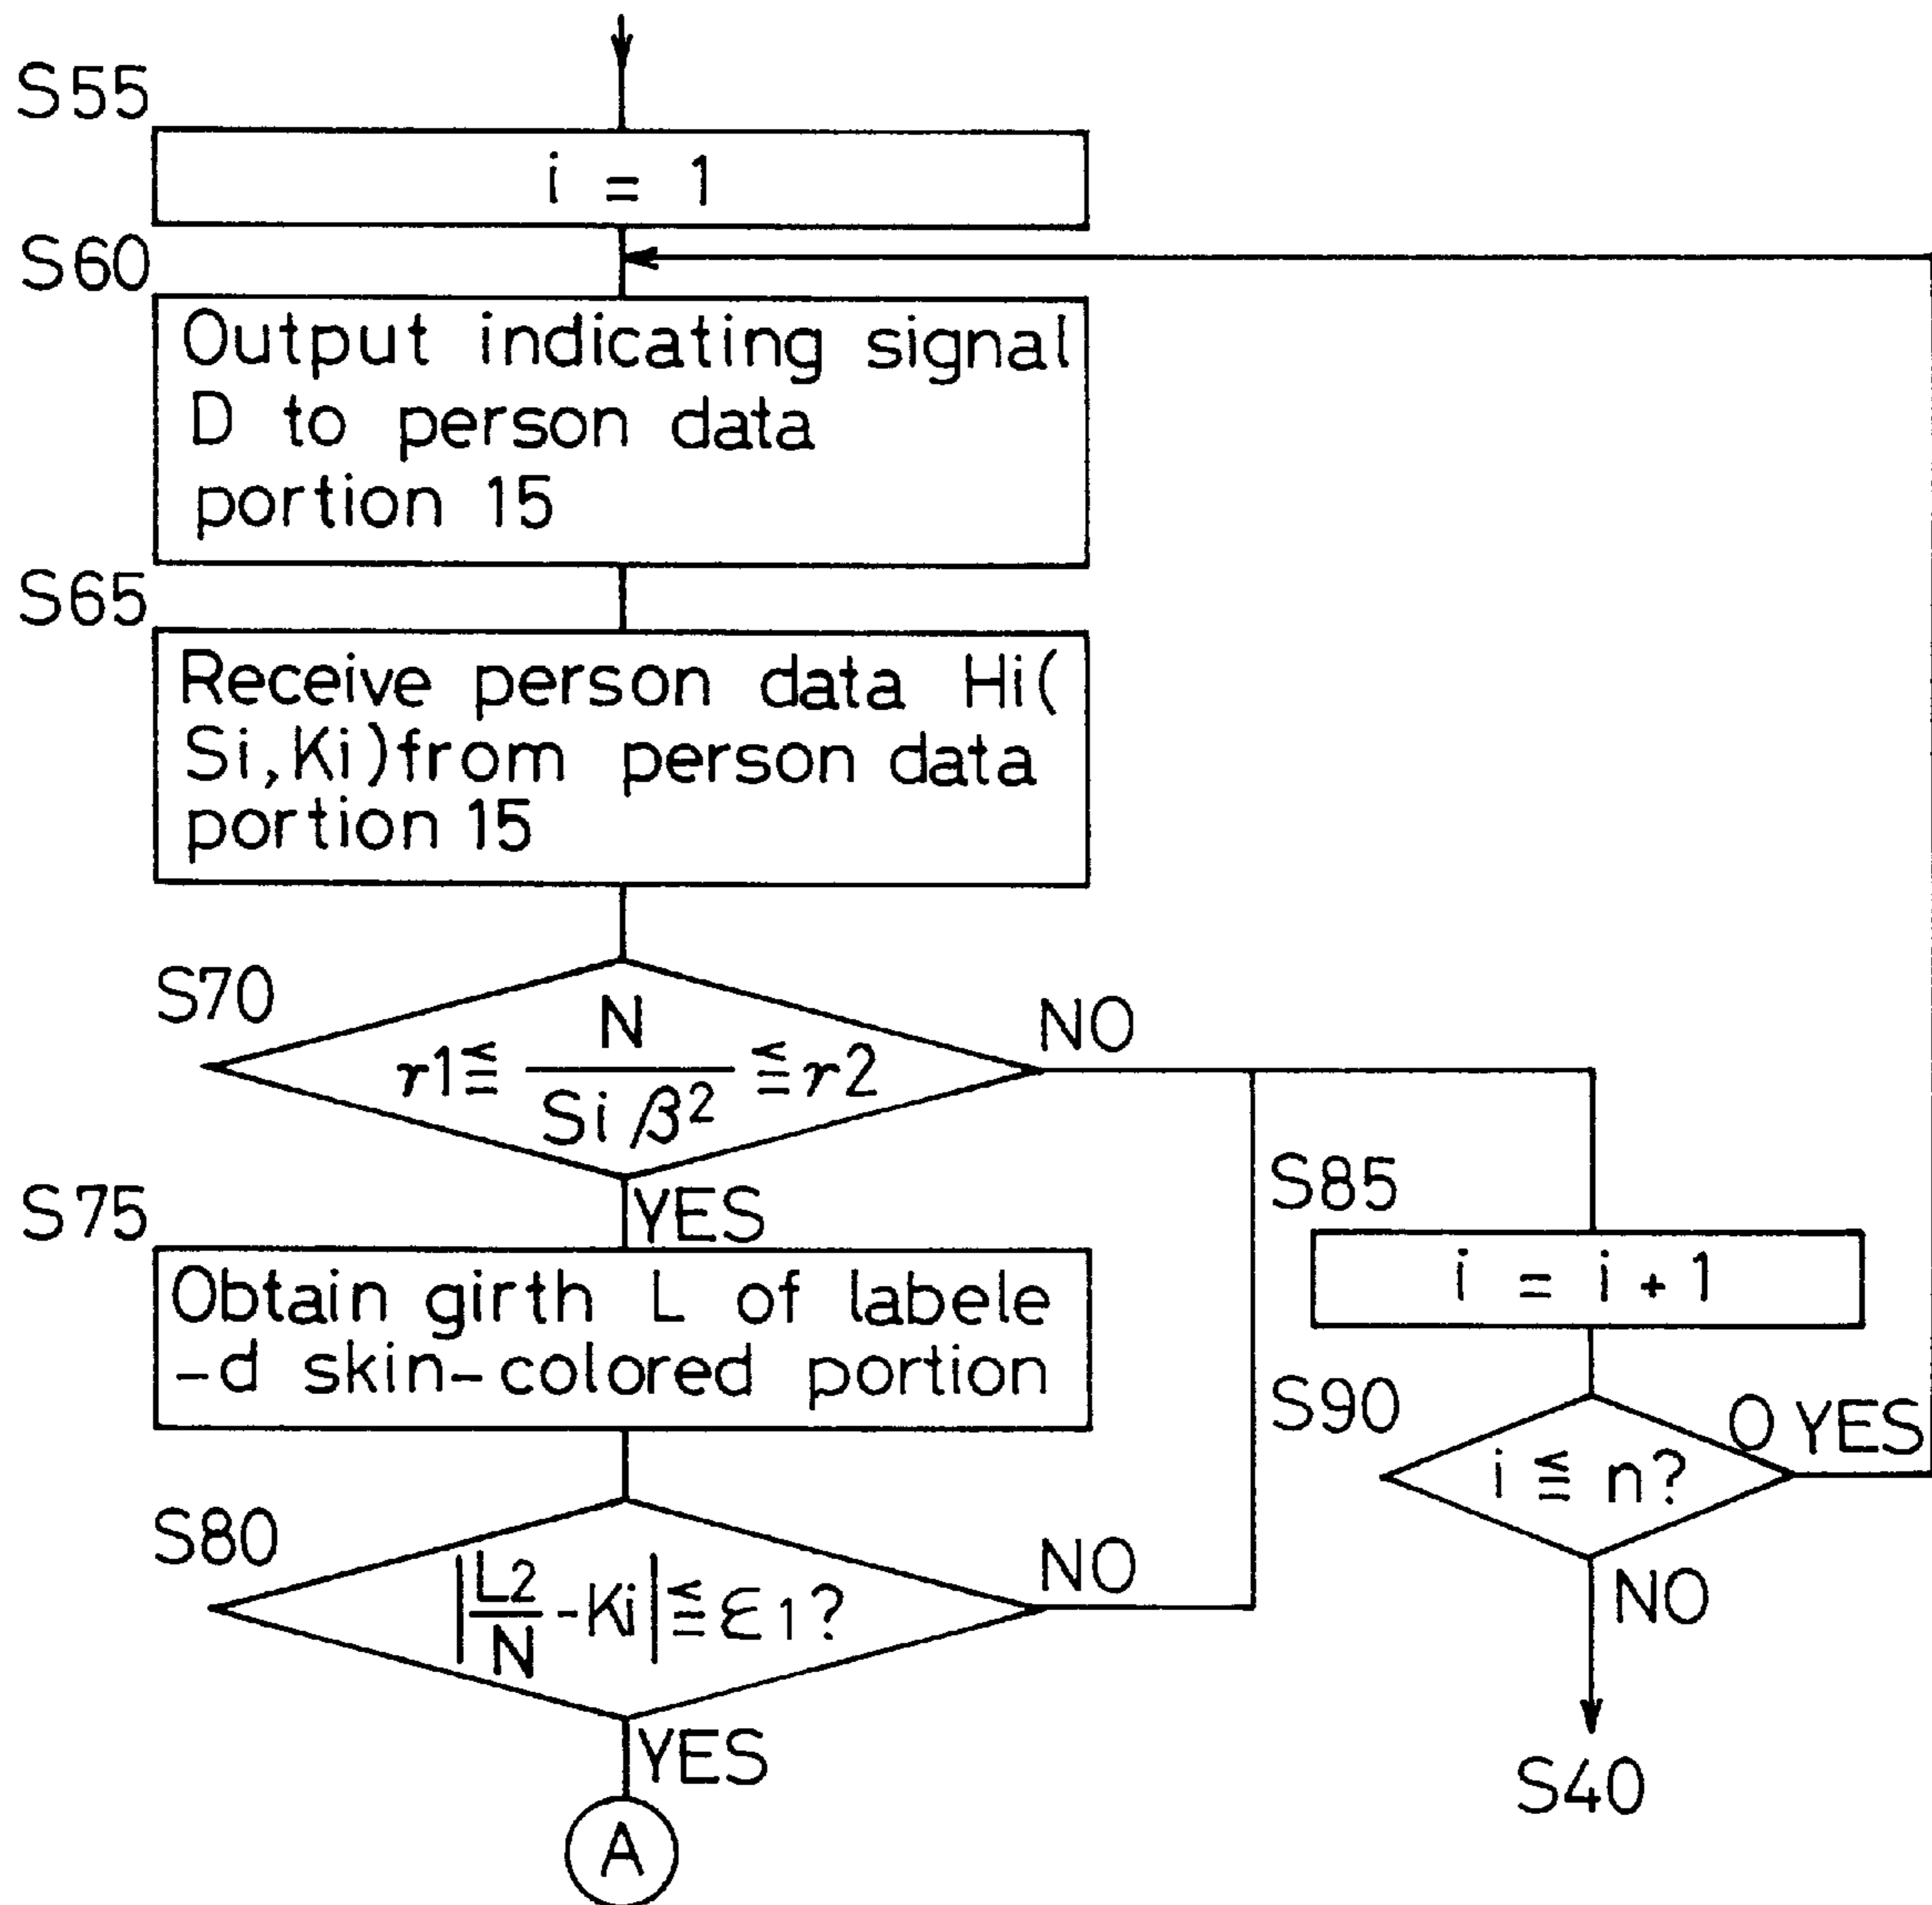 S55
i = 1
S60
Output indicating signal
D to person data
portion 15
S65
Receive person data Hi(
Si,Ki)from person data
portion 15
S70
r1≦ N/Siβ² ≦r2
NO
YES
S75
Obtain girth L of labele
-d skin-colored portion
S80
|L2/N -Ki|≦ε1?
NO
YES
A
S85
i = i+1
S90
i ≦ n?
O YES
NO
S40